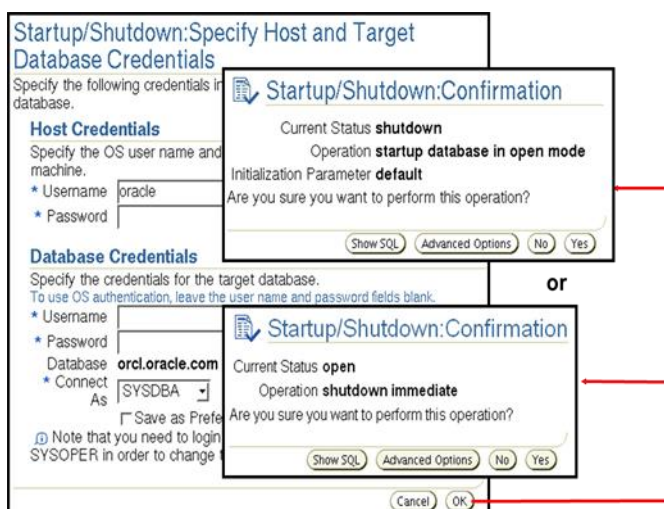 Startup/Shutdown:Specify Host and Target
Database Credentials
Specify the following credentials in
database.
Host Credentials
Specify the OS user name and
machine.
* Username oracle
* Password
Database Credentials
Specify the credentials for the target database.
To use OS authentication, leave the user name and password fields blank.
* Username
* Password
Database orcl.oracle.com
* Connect As SYSDBA
Save as Prefe
Note that you need to login
SYSOPER in order to change
Cancel OK
Startup/Shutdown:Confirmation
Current Status shutdown
Operation startup database in open mode
Initialization Parameter default
Are you sure you want to perform this operation?
Show SQL Advanced Options No Yes
or
Startup/Shutdown:Confirmation
Current Status open
Operation shutdown immediate
Are you sure you want to perform this operation?
Show SQL Advanced Options No Yes